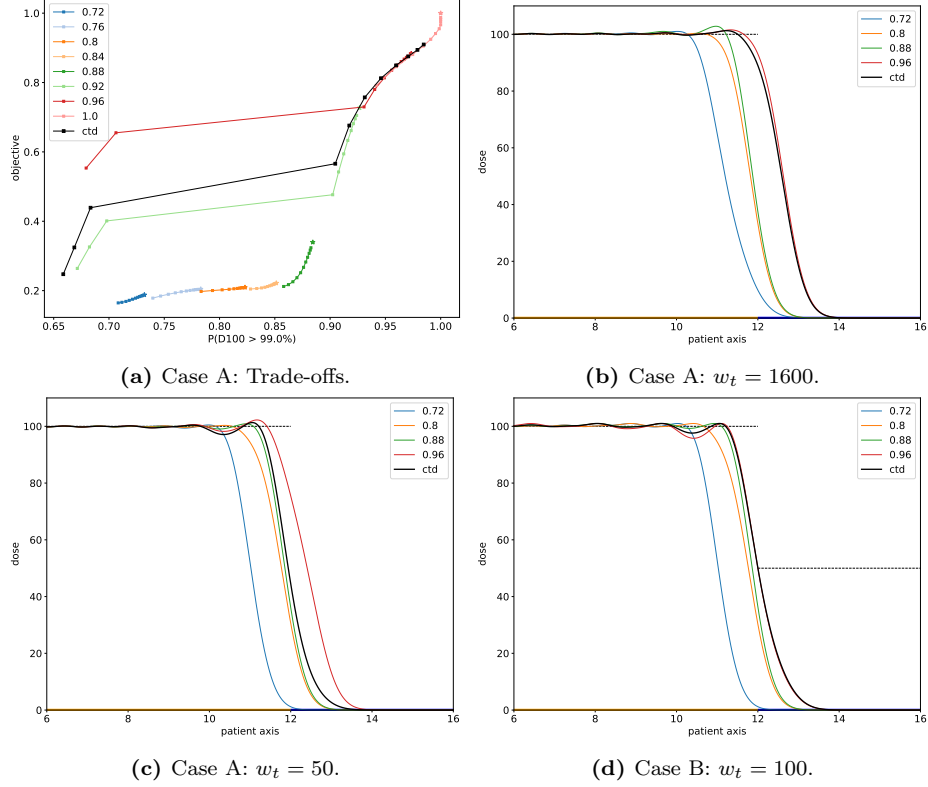 0.72
0.76
0.8
0.84
0.88
0.92
0.96
1.0
ctd
1.0
0.8
0.6
0.4
0.2
objective
0.65 0.70 0.75 0.80 0.85 0.90 0.95 1.00
P(D100 > 99.0%)
(a) Case A: Trade-offs.
0.72
0.8
0.88
0.96
ctd
100
80
60
40
20
0
dose
6 8 10 12 14 16
patient axis
(b) Case A: w_t = 1600.
0.72
0.8
0.88
0.96
ctd
100
80
60
40
20
0
dose
6 8 10 12 14 16
patient axis
(c) Case A: w_t = 50.
0.72
0.8
0.88
0.96
ctd
100
80
60
40
20
0
dose
6 8 10 12 14 16
patient axis
(d) Case B: w_t = 100.